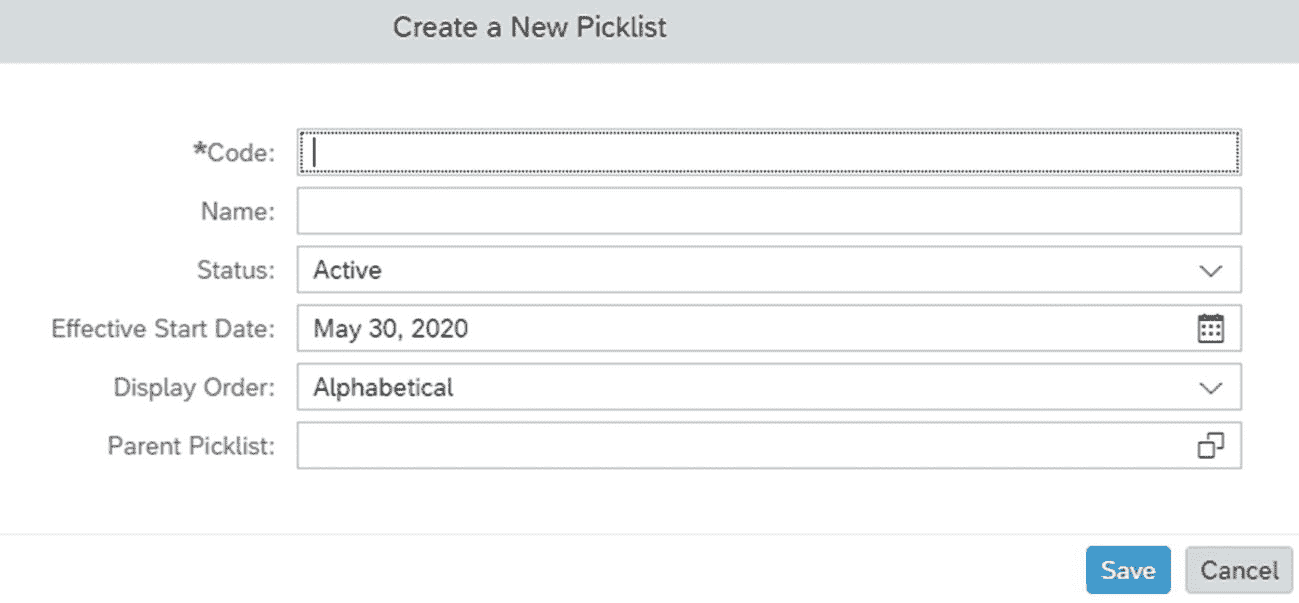 Create a New Picklist
*Code:
Name:
Status: Active
Effective Start Date: May 30, 2020
Display Order: Alphabetical
Parent Picklist:
Save Cancel